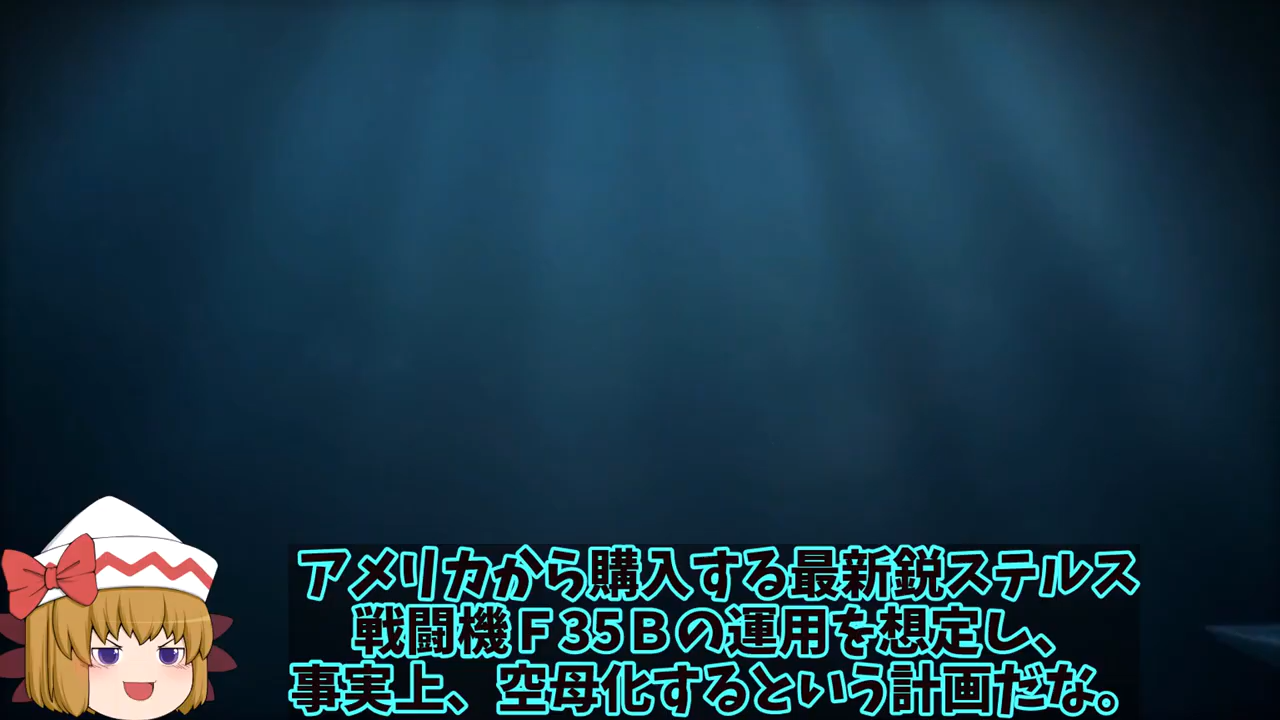 アメリカから購入する最新鋭ステルス
戦闘機F35Bの運用を想定し、
事実上、空母化するという計画だな。